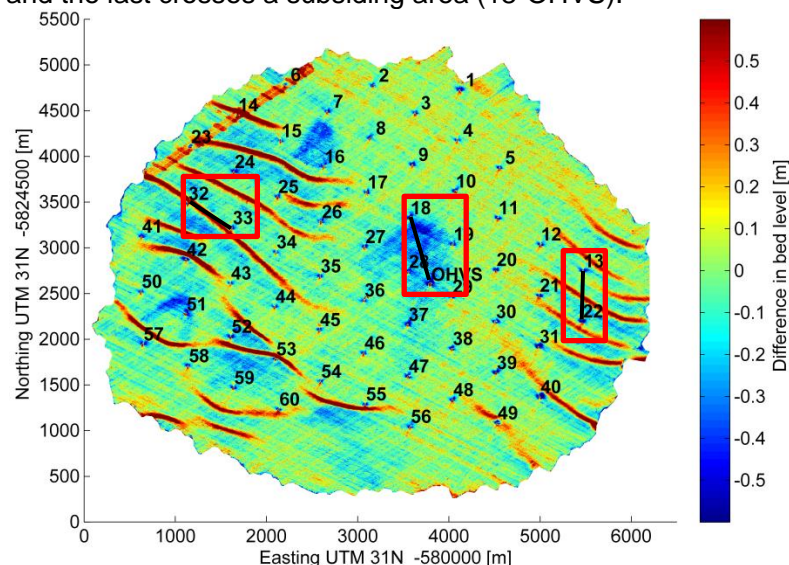 and the last crosses a subsiding area (18-OHVS).
5500
5000
4500
4000
3500
3000
2500
2000
1500
1000
500
0
Northing UTM 31N -5824500 [m]
6 2 1
14 7 3
23 15 8 4
24 16 9 5
32 25 17 10
33 26 18 11
41 34 27 19 12
42 35 20 13
50 43 OHVS
51 44 36 29 21 22
57 52 45 37 30 31
58 53 46 38
59 54 47 39
60 55 48 40
56 49
0 1000 2000 3000 4000 5000 6000
Easting UTM 31N -580000 [m]
0.5
0.4
0.3
0.2
0.1
0
-0.1
-0.2
-0.3
-0.4
-0.5
Difference in bed level [m]